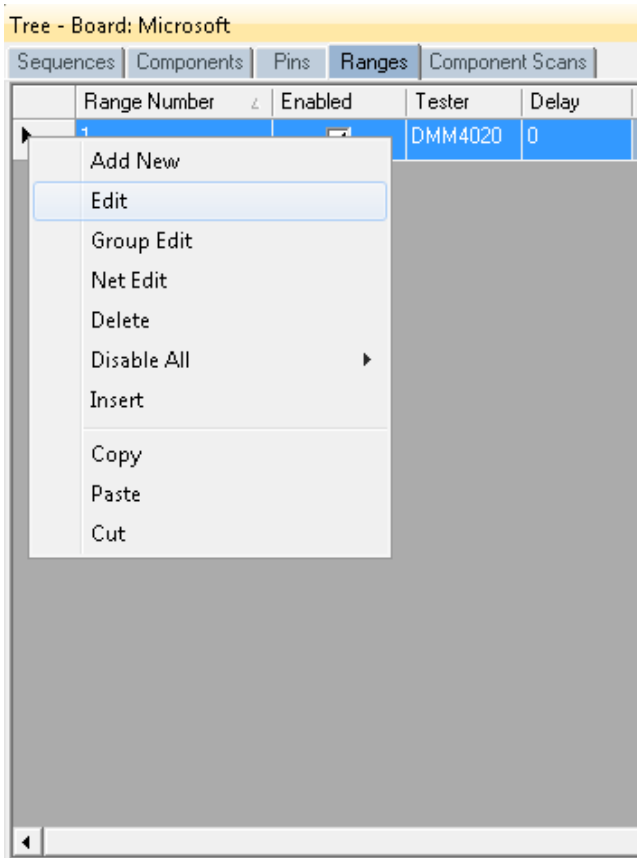 Tree - Board: Microsoft
Sequences Components Pins Ranges Component Scans
Range Number Enabled Tester Delay
1 DMM4020 0
Add New
Edit
Group Edit
Net Edit
Delete
Disable All
Insert
Copy
Paste
Cut